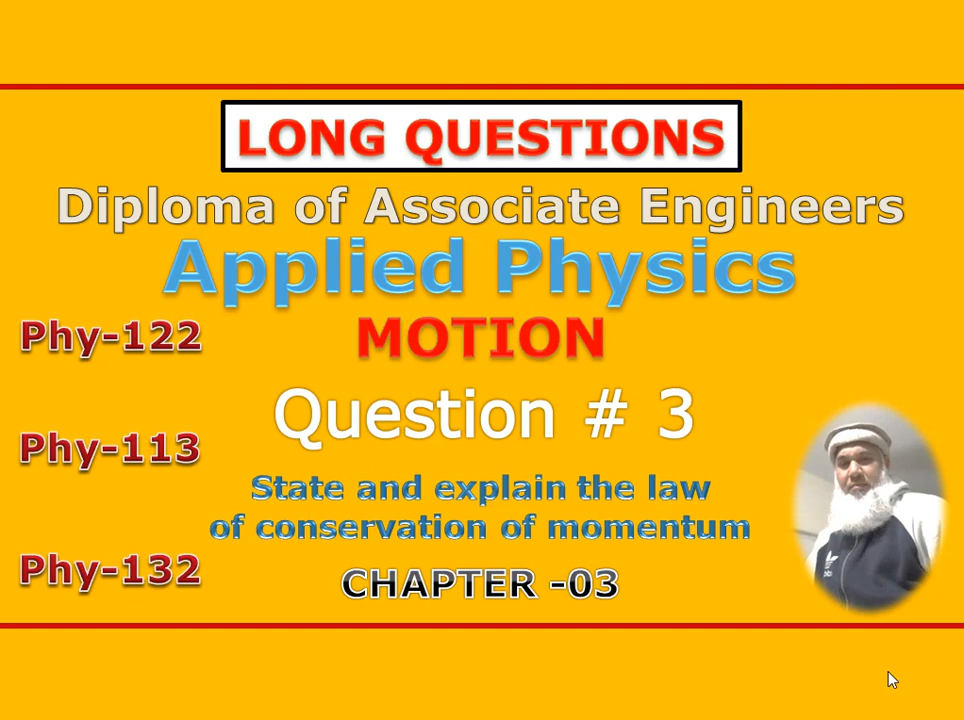 LONG QUESTIONS
Diploma of Associate Engineers
Applied Physics
Phy-122
MOTION
Question # 3
Phy-113
State and explain the law
of conservation of momentum
Phy-132
CHAPTER -03